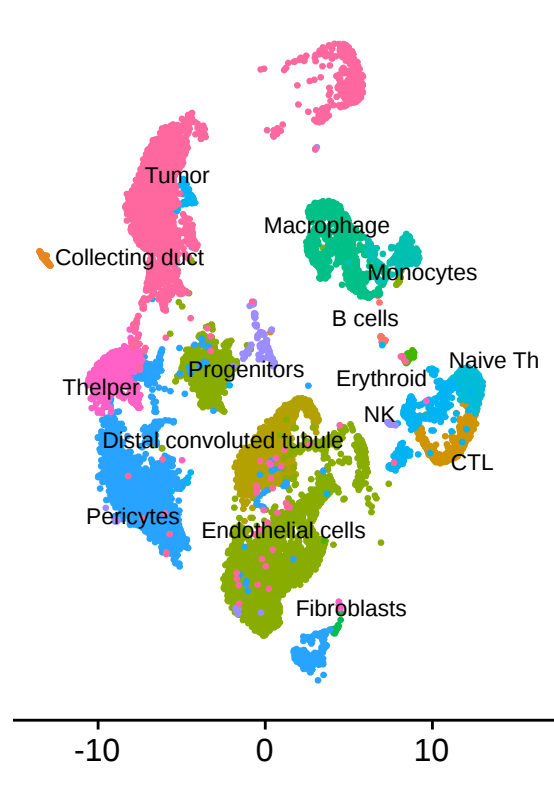 Tumor
Macrophage
Collecting duct
Monocytes
B cells
Naive Th
Progenitors
Erythroid
Thelper
NK
Distal convoluted tubule
CTL
Pericytes
Endothelial cells
Fibroblasts
-10 0 10